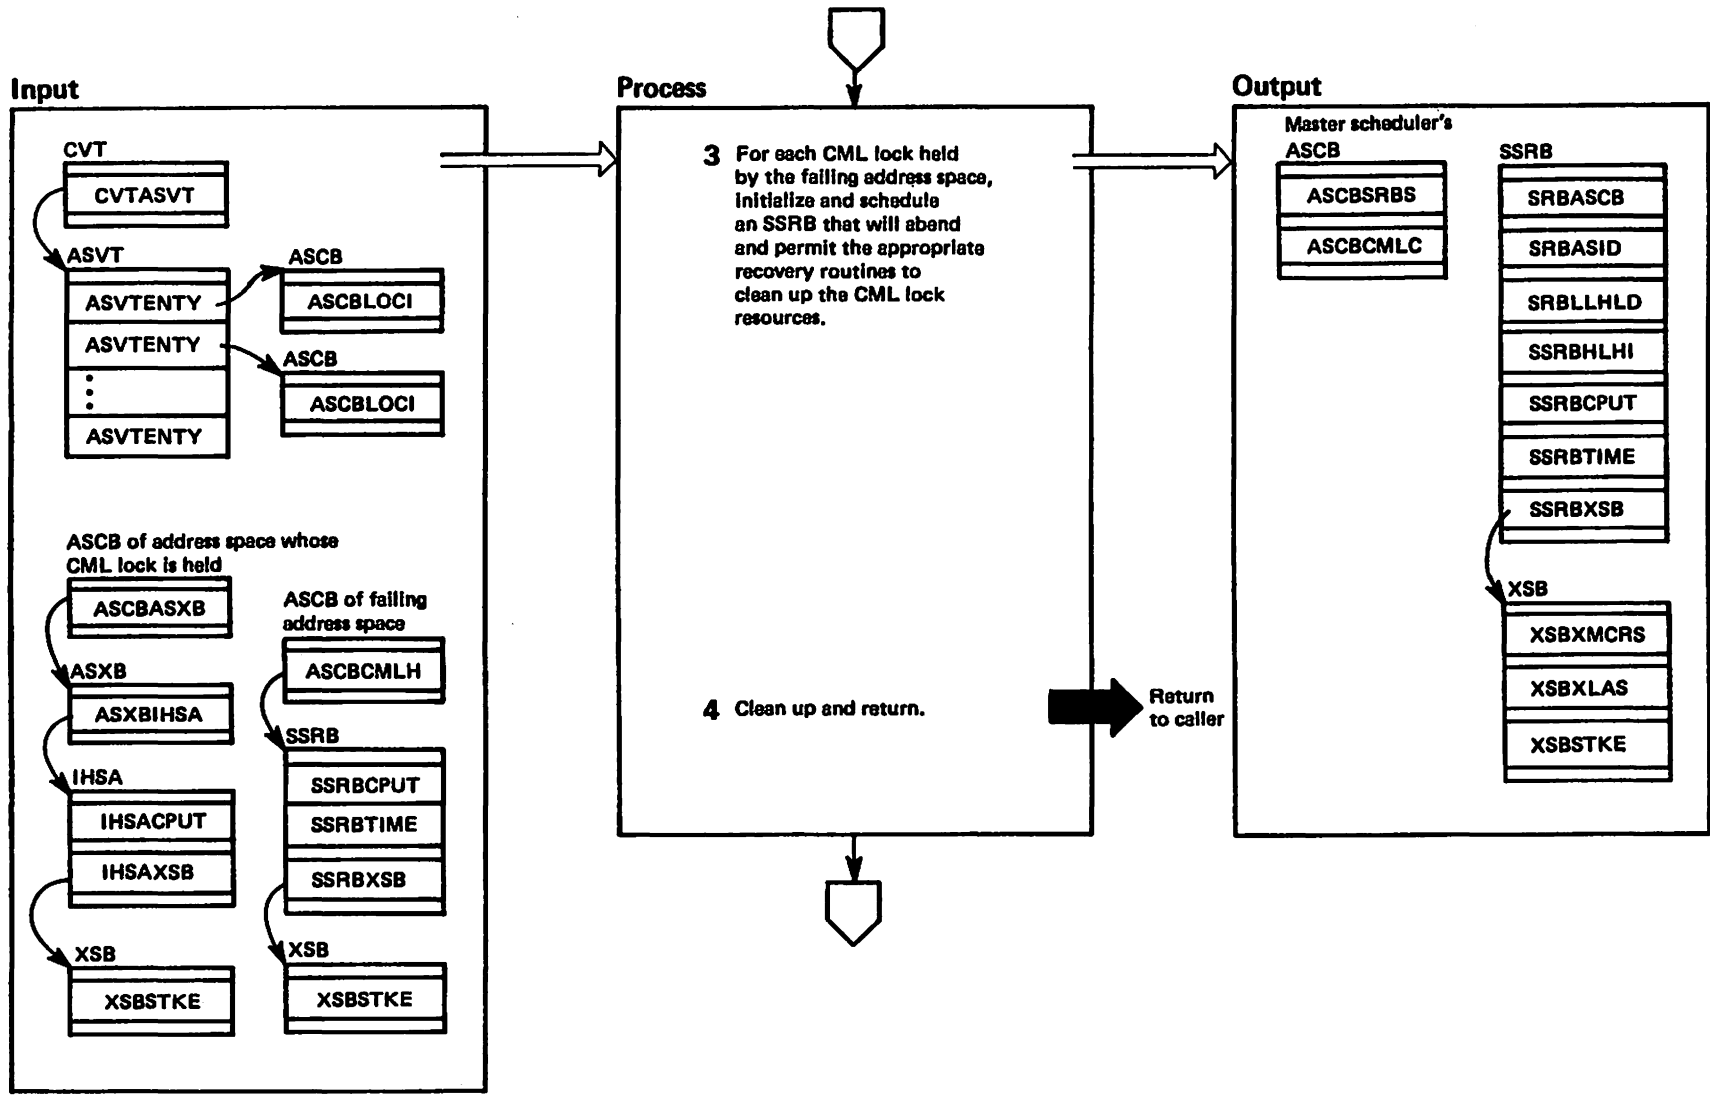 Input
CVT
CVTASVT
ASVT
ASVTENTY
ASVTENTY
ASVTENTY
ASCB
ASCBLOCI
ASCB
ASCBLOCI
ASCB of address space whose
CML lock is held
ASCBASXB
ASXB
ASXBIHSA
IHSA
IHSACPUT
IHSAXSB
XSB
XSBSTKE
ASCB of failing
address space
ASCBCMLH
SSRB
SSRBCPUT
SSRBTIME
SSRBXSB
XSB
XSBSTKE
Process
3 For each CML lock held
by the failing address space,
initialize and schedule
an SSRB that will abend
and permit the appropriate
recovery routines to
clean up the CML lock
resources.
4 Clean up and return.
Return
to caller
Output
Master scheduler's
ASCB
ASCBSRBS
ASCBCMLC
SSRB
SRBASCB
SRBASID
SRBLLHLD
SSRBHLHI
SSRBCPUT
SSRBTIME
SSRBXSB
XSB
XSBXMCRS
XSBXLAS
XSBSTKE